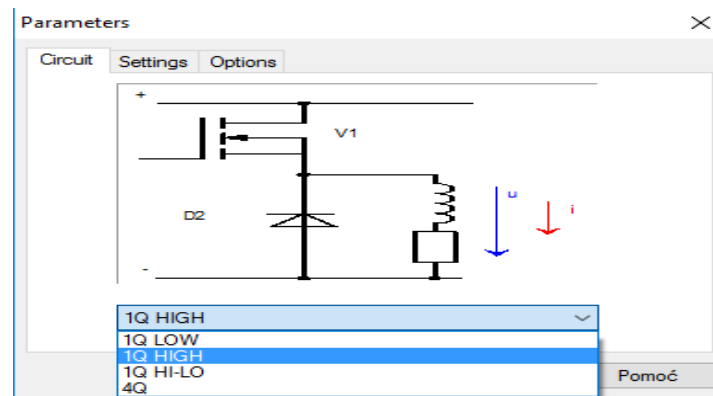 Parameters
Circuit Settings Options
+
V1
D2
u
i
-
1Q HIGH
1Q LOW
1Q HIGH
1Q HI-LO
4Q
Pomoć